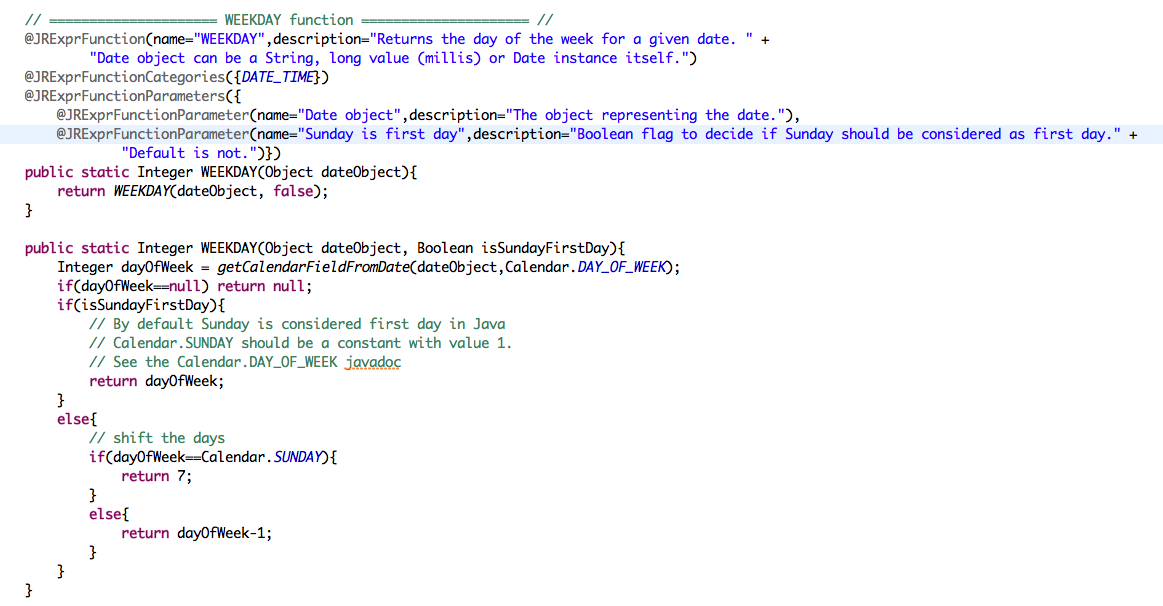 // ===================== WEEKDAY function ===================== //
@JRExprFunction(name="WEEKDAY",description="Returns the day of the week for a given date. " +
        "Date object can be a String, long value (millis) or Date instance itself.")
@JRExprFunctionCategories({DATE_TIME})
@JRExprFunctionParameters({
    @JRExprFunctionParameter(name="Date object",description="The object representing the date."),
    @JRExprFunctionParameter(name="Sunday is first day",description="Boolean flag to decide if Sunday should be considered as first day." +
            "Default is not.")})
public static Integer WEEKDAY(Object dateObject){
    return WEEKDAY(dateObject, false);
}

public static Integer WEEKDAY(Object dateObject, Boolean isSundayFirstDay){
    Integer dayOfWeek = getCalendarFieldFromDate(dateObject,Calendar.DAY_OF_WEEK);
    if(dayOfWeek==null) return null;
    if(isSundayFirstDay){
        // By default Sunday is considered first day in Java
        // Calendar.SUNDAY should be a constant with value 1.
        // See the Calendar.DAY_OF_WEEK javadoc
        return dayOfWeek;
    }
    else{
        // shift the days
        if(dayOfWeek==Calendar.SUNDAY){
            return 7;
        }
        else{
            return dayOfWeek-1;
        }
    }
}